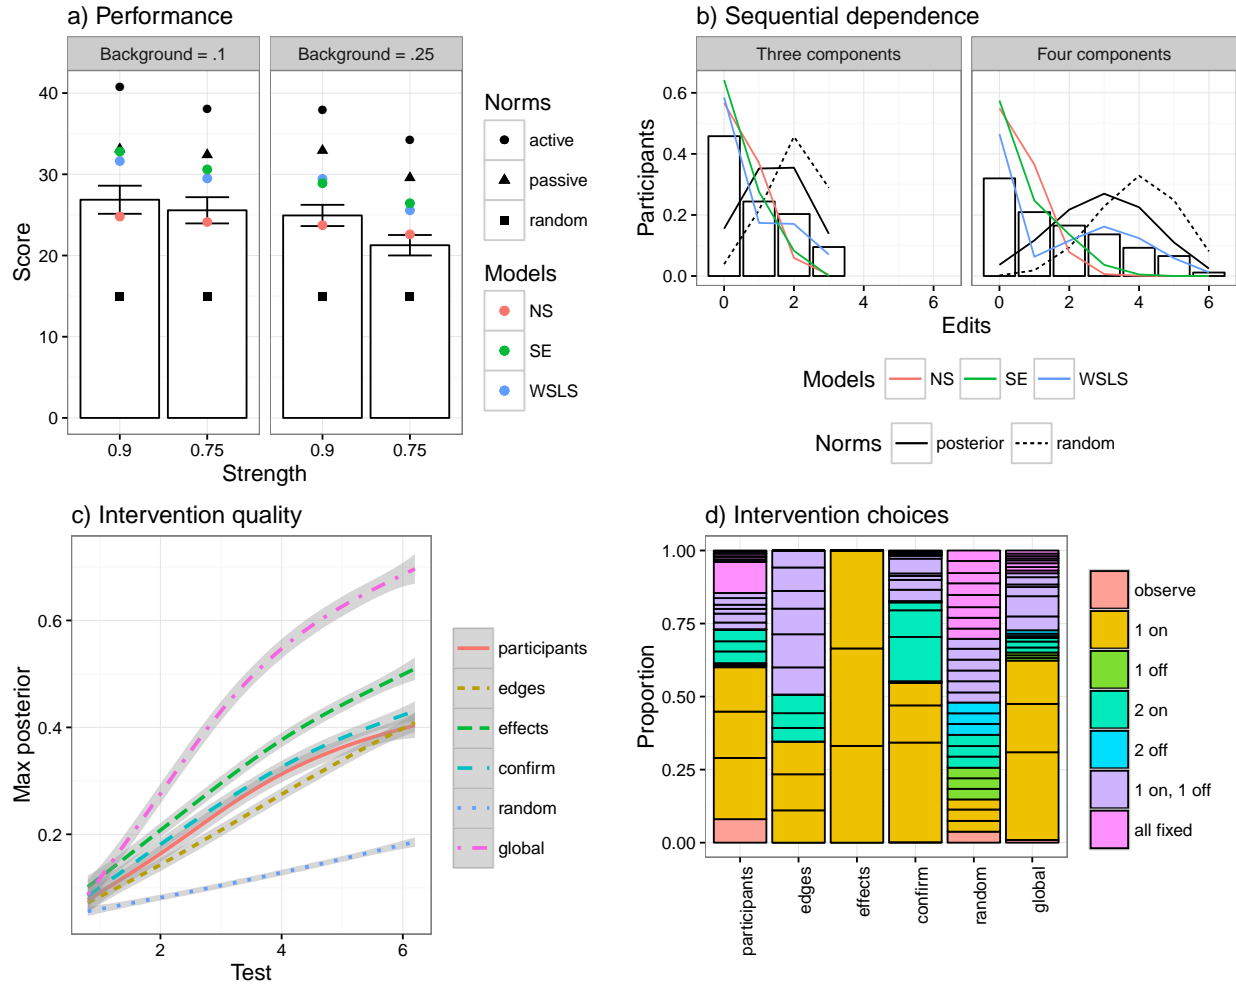 a) Performance
Background = .1
Background = .25
Score
40
30
20
10
0
0.9
0.75
0.9
0.75
Strength
Norms
active
passive
random
Models
NS
SE
WSLS
b) Sequential dependence
Three components
Four components
Participants
0.6
0.4
0.2
0.0
0
2
4
6
0
2
4
6
Edits
Models
NS
SE
WSLS
Norms
posterior
random
c) Intervention quality
Max posterior
0.6
0.4
0.2
2
4
6
Test
participants
edges
effects
confirm
random
global
d) Intervention choices
Proportion
1.00
0.75
0.50
0.25
0.00
participants
edges
effects
confirm
random
global
observe
1 on
1 off
2 on
2 off
1 on, 1 off
all fixed